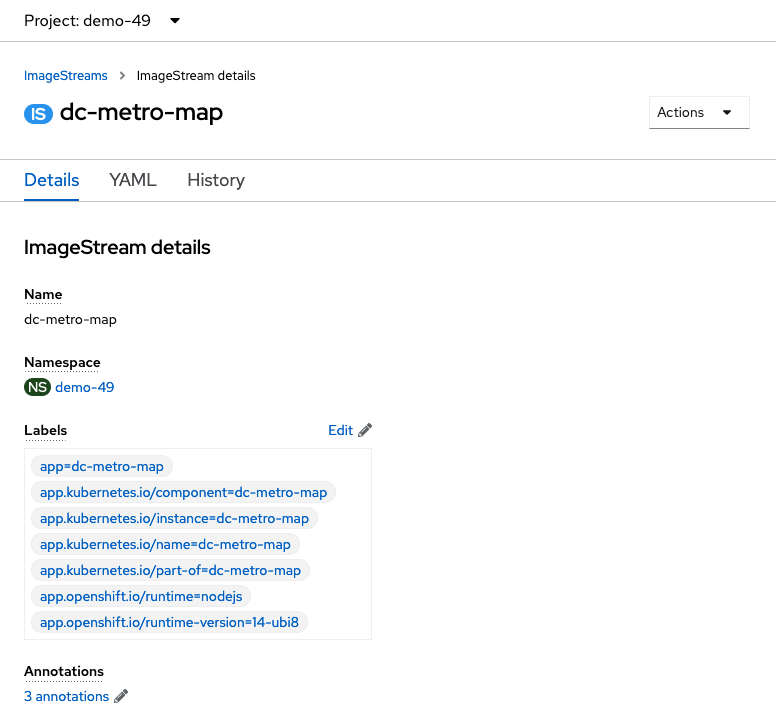 Project: demo-49
ImageStreams > ImageStream details
IS dc-metro-map
Actions
Details YAML History
ImageStream details
Name
dc-metro-map
Namespace
NS demo-49
Labels Edit
app=dc-metro-map
app.kubernetes.io/component=dc-metro-map
app.kubernetes.io/instance=dc-metro-map
app.kubernetes.io/name=dc-metro-map
app.kubernetes.io/part-of=dc-metro-map
app.openshift.io/runtime=nodejs
app.openshift.io/runtime-version=14-ubi8
Annotations
3 annotations